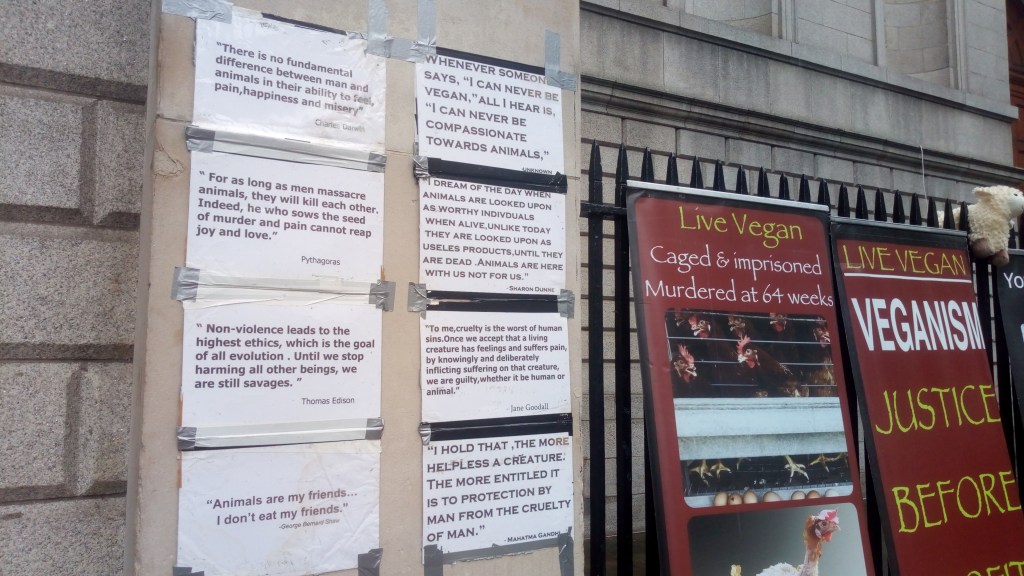 "There is no fundamental
difference between man and
animals in their ability to feel,
pain,happiness and misery"
Charles Darwin
" For as long as men massacre
animals, they will kill each other.
Indeed, he who sows the seed
of murder and pain cannot reap
joy and love."
Pythagoras
" Non-violence leads to the
highest ethics, which is the goal
of all evolution . Until we stop
harming all other beings, we
are still savages. "
Thomas Edison
"Animals are my friends...
I don't eat my friends."
-George Bernard Shaw
WHENEVER SOMEONE
SAYS, "I CAN NEVER BE
VEGAN," ALL I HEAR IS,
"I CAN NEVER BE
COMPASSIONATE
TOWARDS ANIMALS,"
UNKNOWN
"I DREAM OF THE DAY WHEN
ANIMALS ARE LOOKED UPON
AS WORTHY INDIVDUALS
WHEN ALIVE,UNLIKE TODAY
THEY ARE LOOKED UPON AS
USELES PRODUCTS,UNTIL THEY
ARE DEAD .ANIMALS ARE HERE
WITH US NOT FOR US."
- SHARON DUNNE
"To me,cruelty is the worst of human
sins.Once we accept that a living
creature has feelings and suffers pain,
by knowingly and deliberately
inflicting suffering on that creature,
we are guilty,whether it be human or
animal."
- Jane Goodall
"I HOLD THAT ,THE MORE
HELPLESS A CREATURE.
THE MORE ENTITLED IT
IS TO PROTECTION BY
MAN FROM THE CRUELTY
OF MAN."
- MAHATMA GANDHI
Live Vegan
Caged & imprisoned
Murdered at 64 weeks
LIVE VEGAN
VEGANISM
JUSTICE
BEFORE